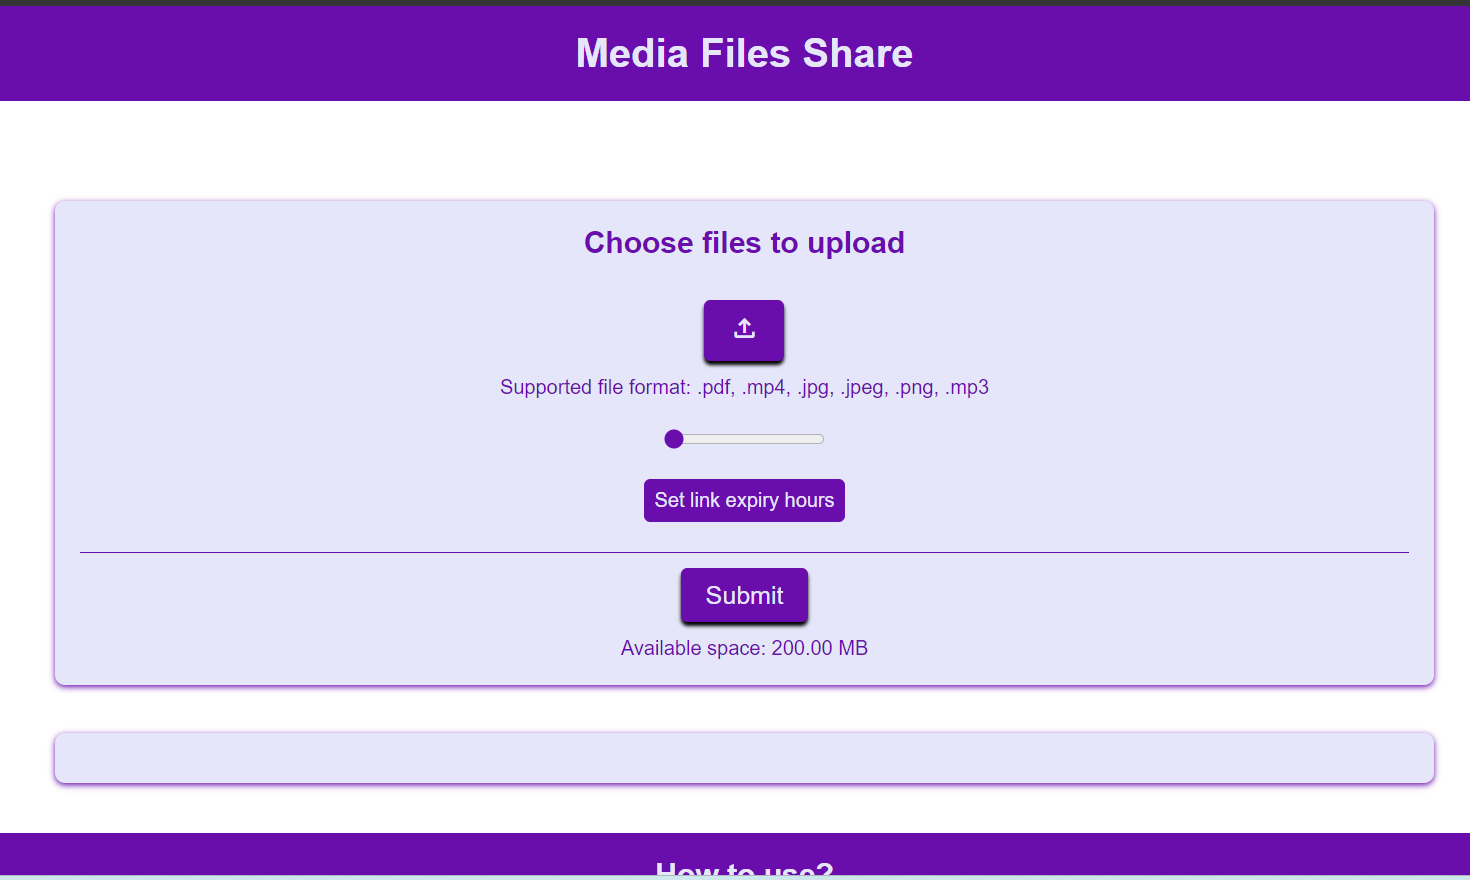 Media Files Share
Choose files to upload
Supported file format: .pdf, .mp4, .jpg, .jpeg, .png, .mp3
Set link expiry hours
Submit
Available space: 200.00 MB
How to use?